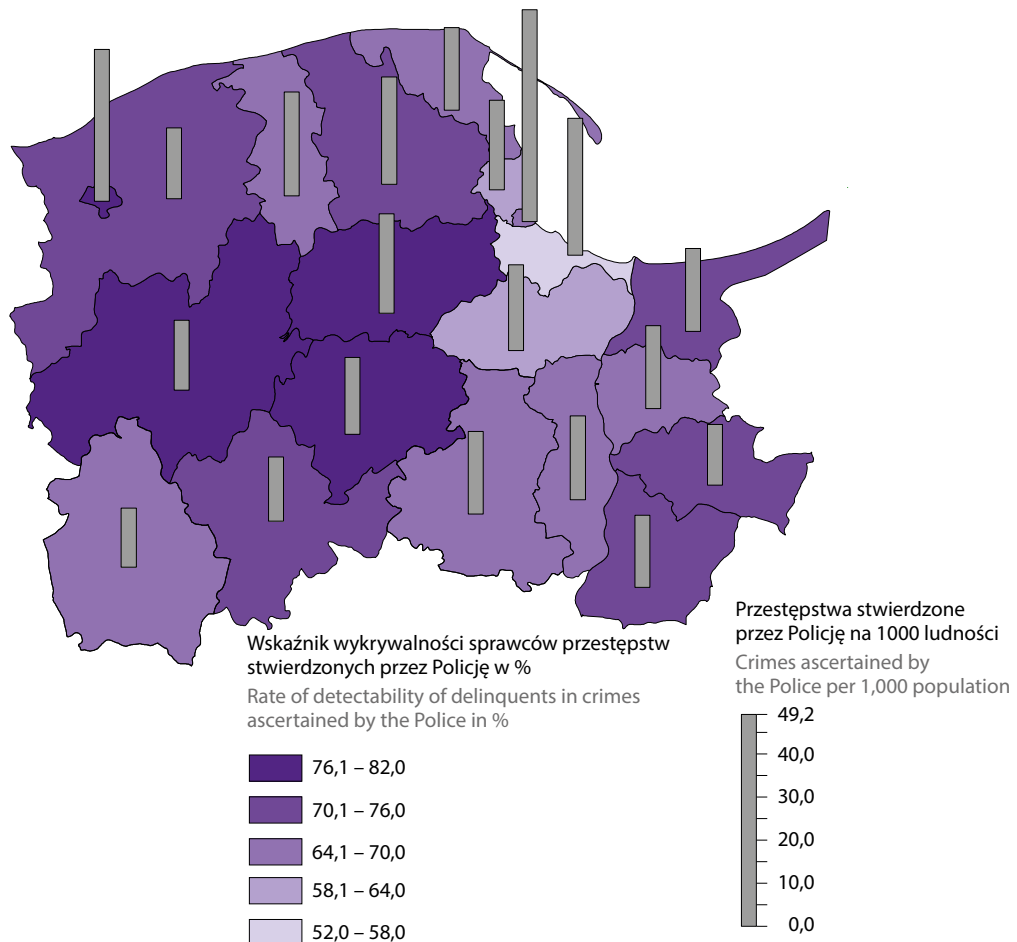 Wskaźnik wykrywalności sprawców przestępstw
stwierdzonych przez Policję w %
Rate of detectability of delinquents in crimes
ascertained by the Police in %
76,1 – 82,0
70,1 – 76,0
64,1 – 70,0
58,1 – 64,0
52,0 – 58,0
Przestępstwa stwierdzone
przez Policję na 1000 ludności
Crimes ascertained by
the Police per 1,000 population
49,2
40,0
30,0
20,0
10,0
0,0